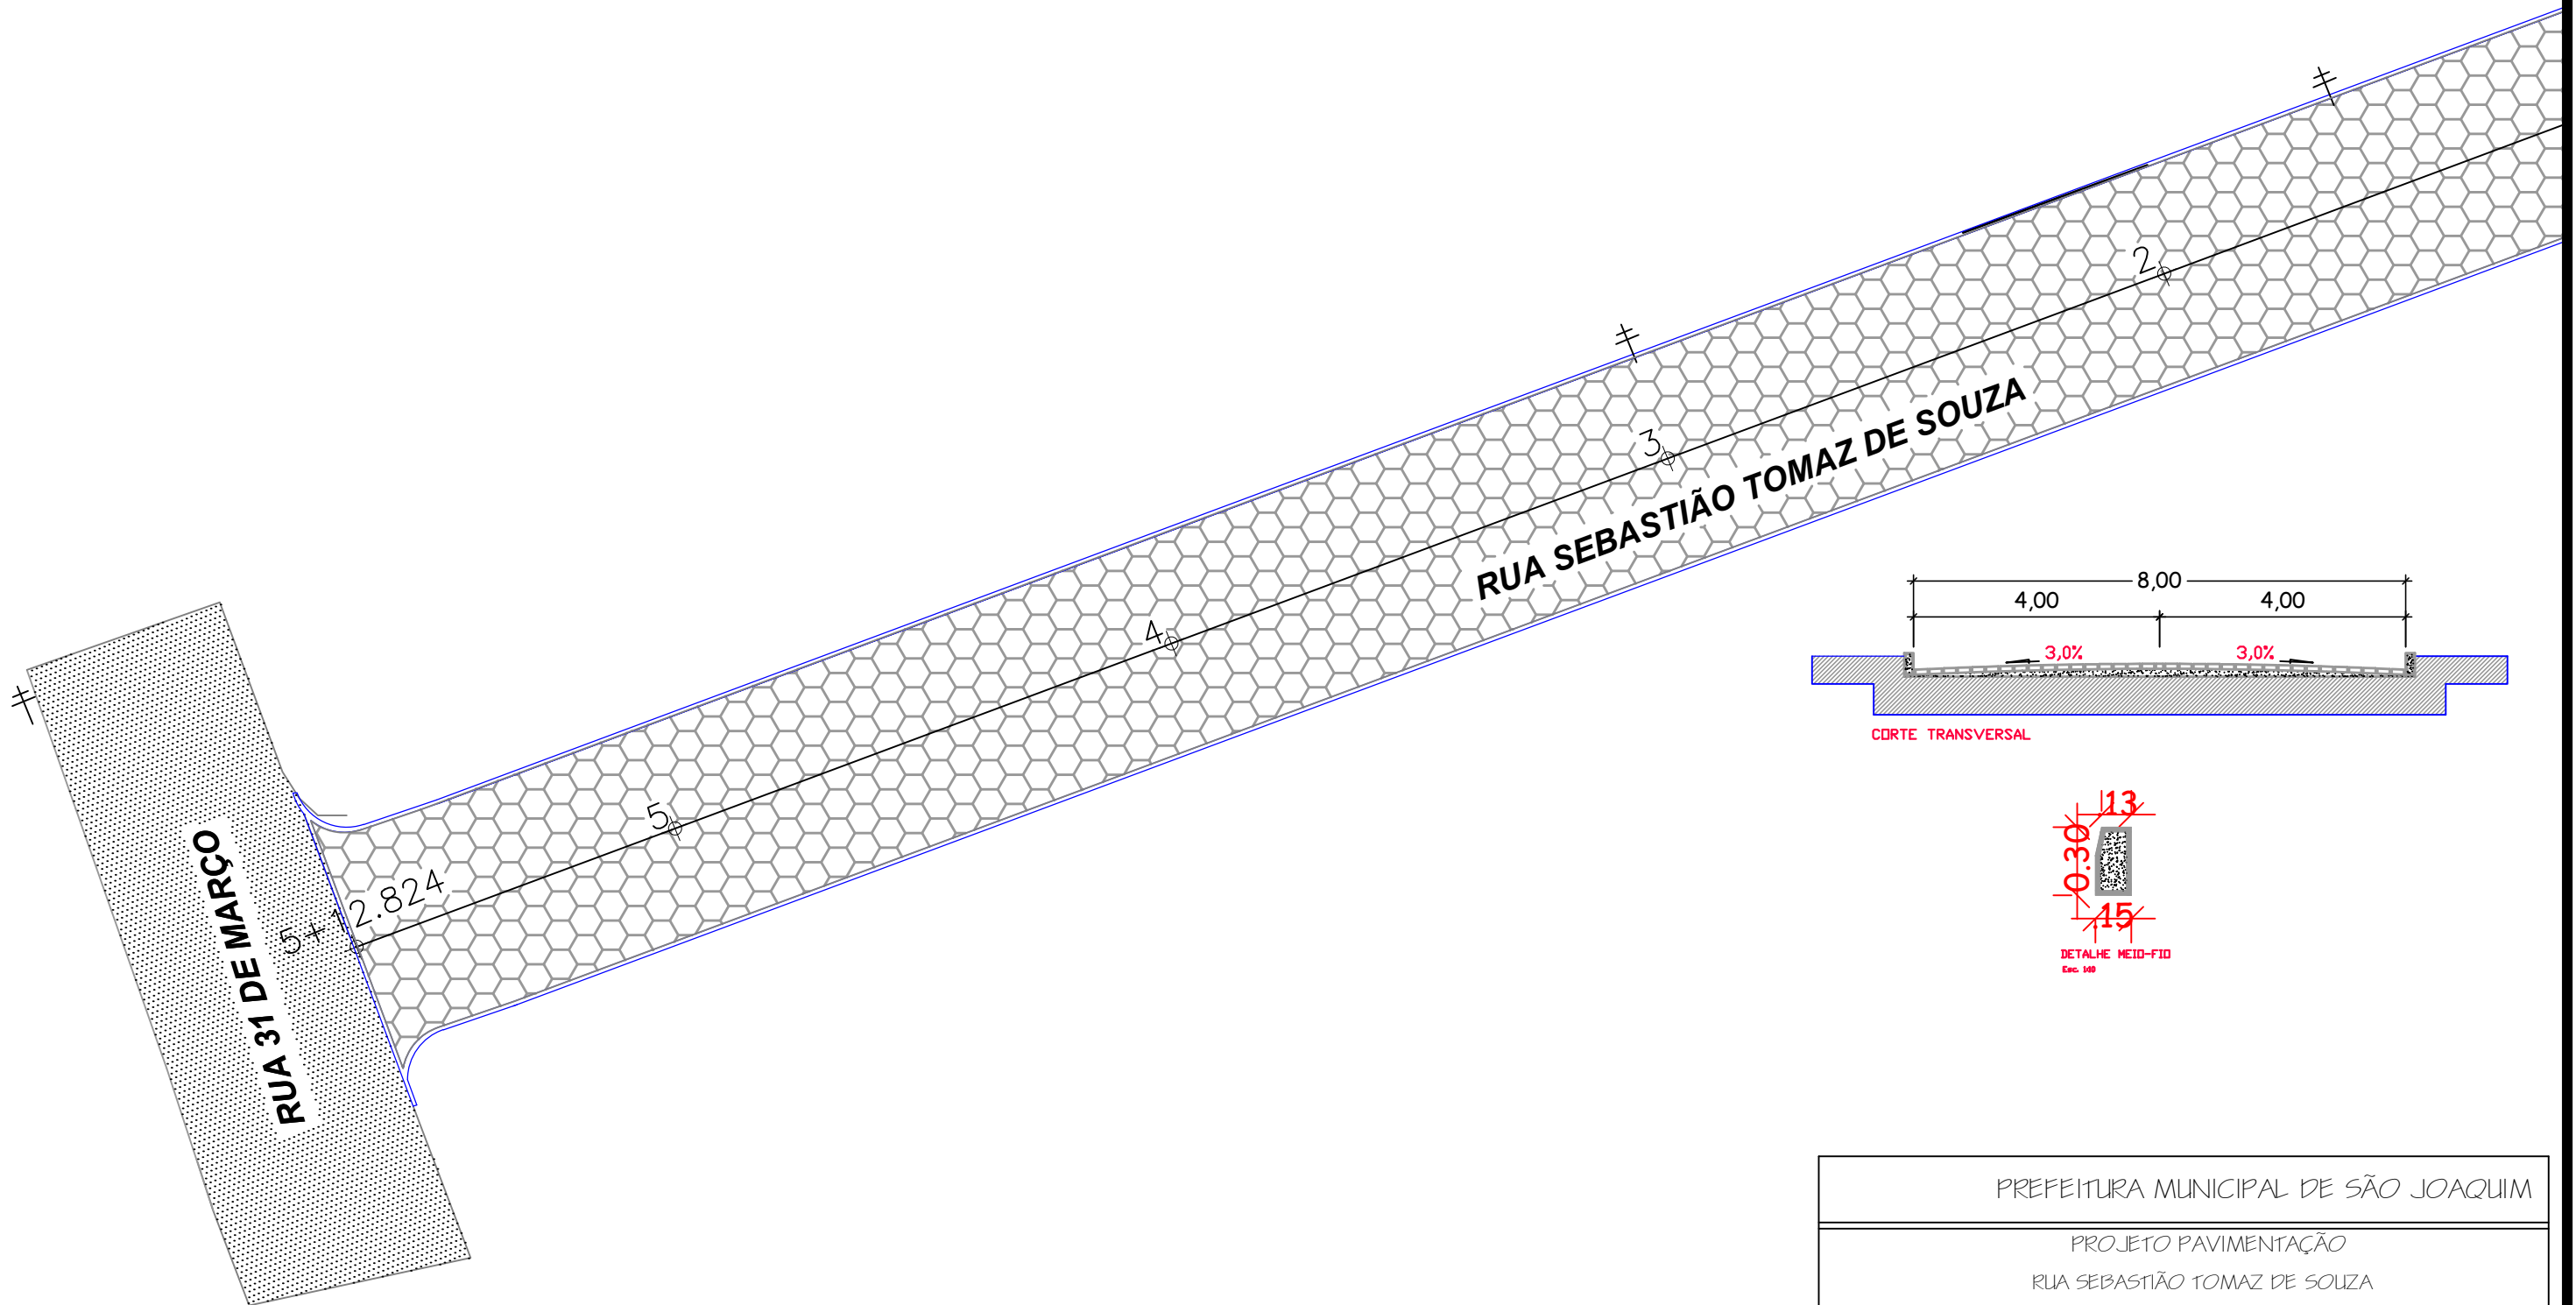 2
3
RUA SEBASTIÃO TOMAZ DE SOUZA
4
5
5+12.824
RUA 31 DE MARÇO
8,00
4,00 4,00
3,0% 3,0%
CORTE TRANSVERSAL
13
0.30
15
DETALHE MEIO-FIO
PREFEITURA MUNICIPAL DE SÃO JOAQUIM
PROJETO PAVIMENTAÇÃO
RUA SEBASTIÃO TOMAZ DE SOUZA